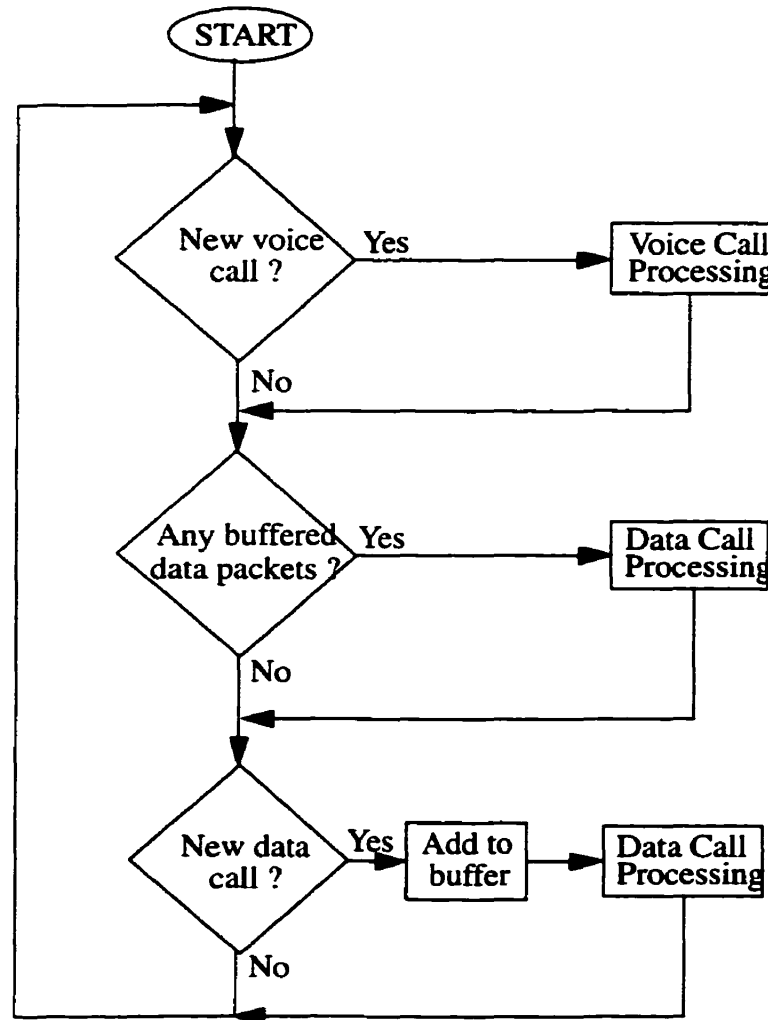 START
New voice
call ?
Yes
Voice Call
Processing
No
Any buffered
data packets ?
Yes
Data Call
Processing
No
New data
call ?
Yes
Add to
buffer
Data Call
Processing
No